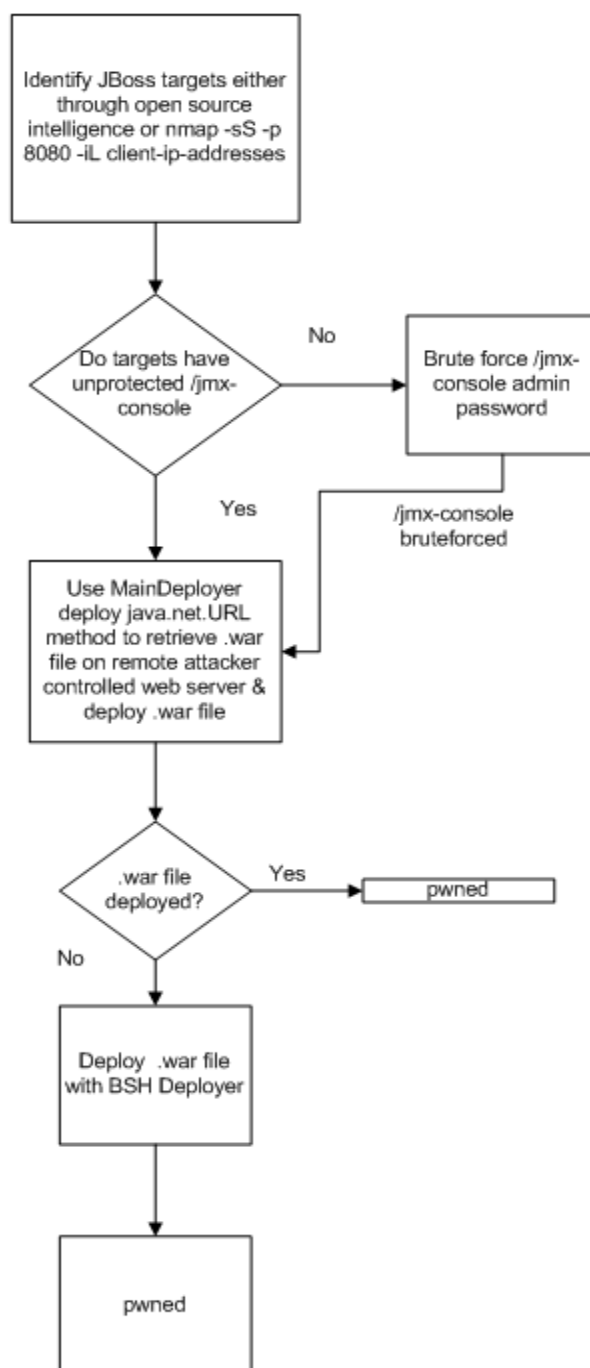 Identify JBoss targets either
through open source
intelligence or nmap -sS -p
8080 -iL client-ip-addresses
Do targets have
unprotected /jmx-
console
No
Brute force /jmx-
console admin
password
Yes
/jmx-console
bruteforced
Use MainDeployer
deploy java.net.URL
method to retrieve .war
file on remote attacker
controlled web server &
deploy .war file
.war file
deployed?
Yes
pwned
No
Deploy .war file
with BSH Deployer
pwned